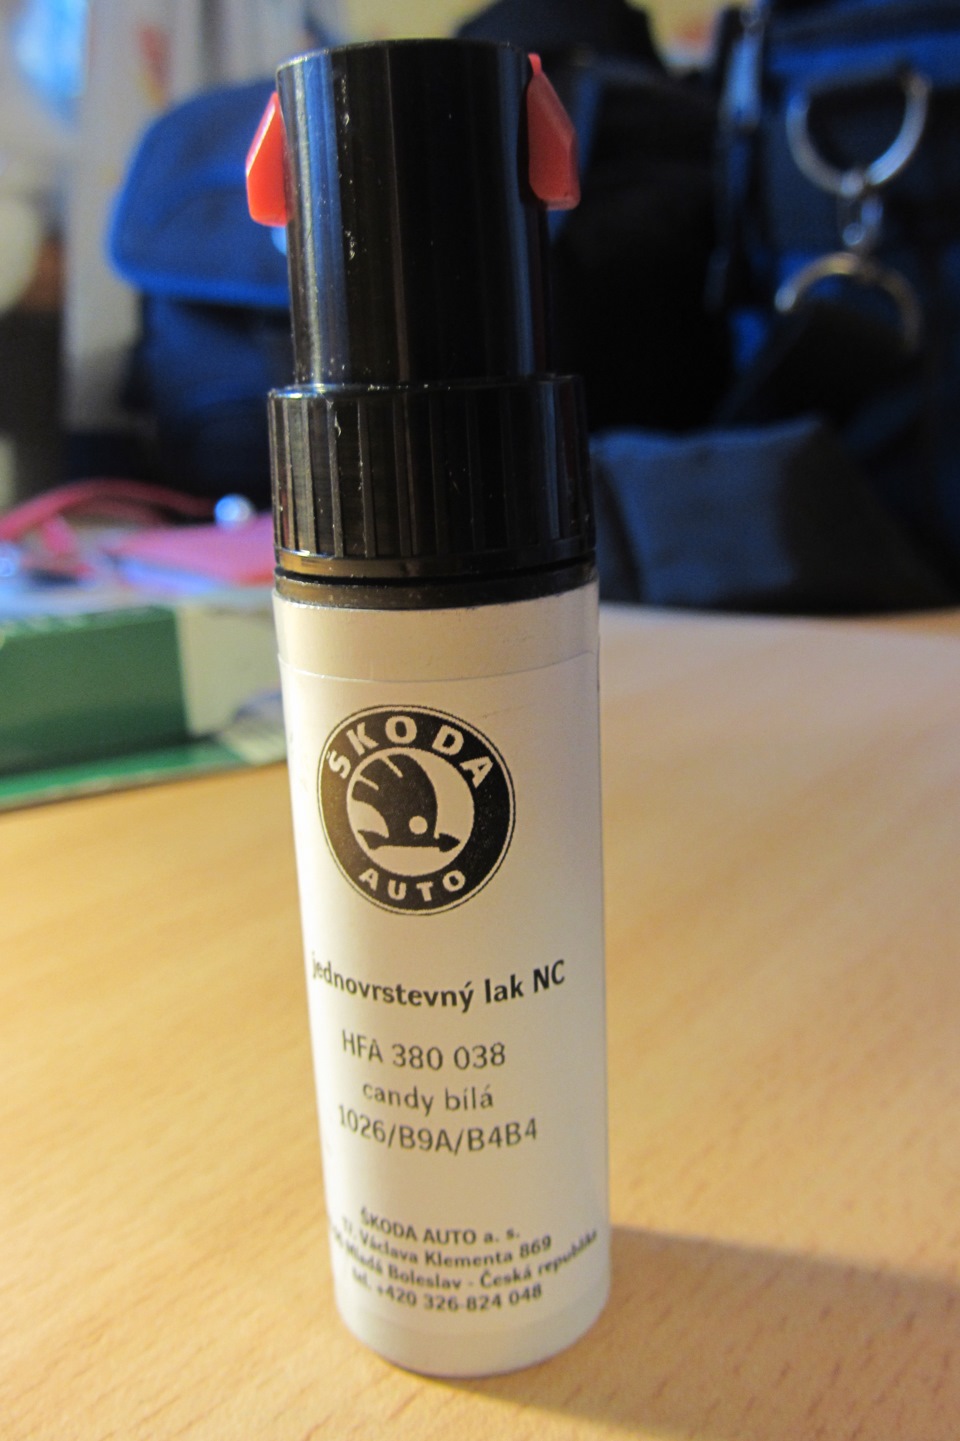 ŠKODA
AUTO
jednovrstevný lak NC
HFA 380 038
candy bílá
1026/B9A/B4B4
ŠKODA AUTO a. s.
Václava Klementa 869
Mladá Boleslav - Česká republika
tel. +420 326-824 048